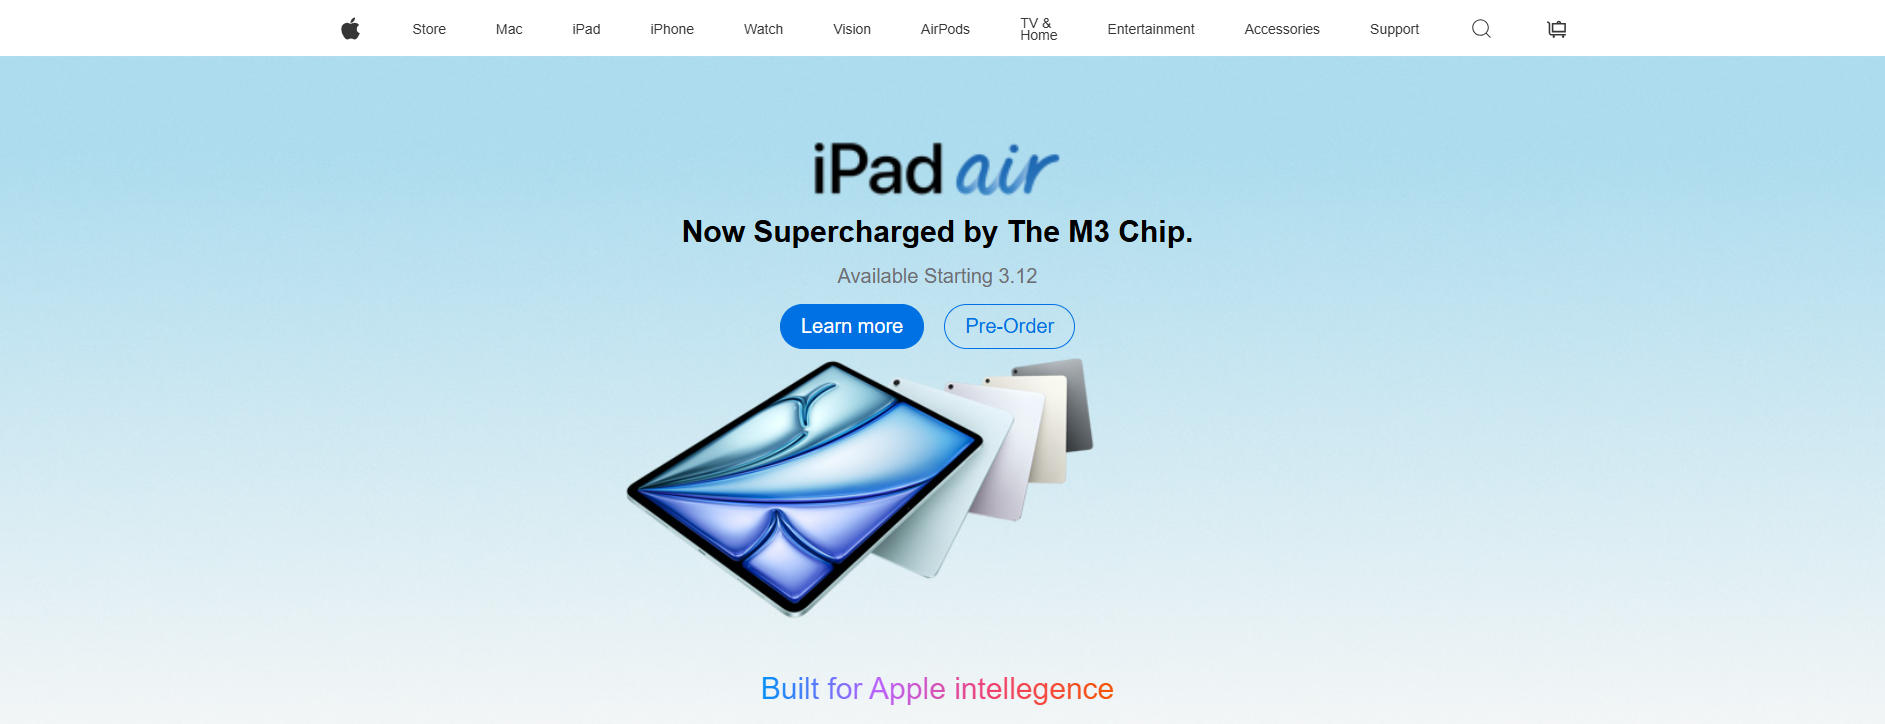 Store Mac iPad iPhone Watch Vision AirPods TV & Home Entertainment Accessories Support
iPad air
Now Supercharged by The M3 Chip.
Available Starting 3.12
Learn more Pre-Order
Built for Apple intellegence